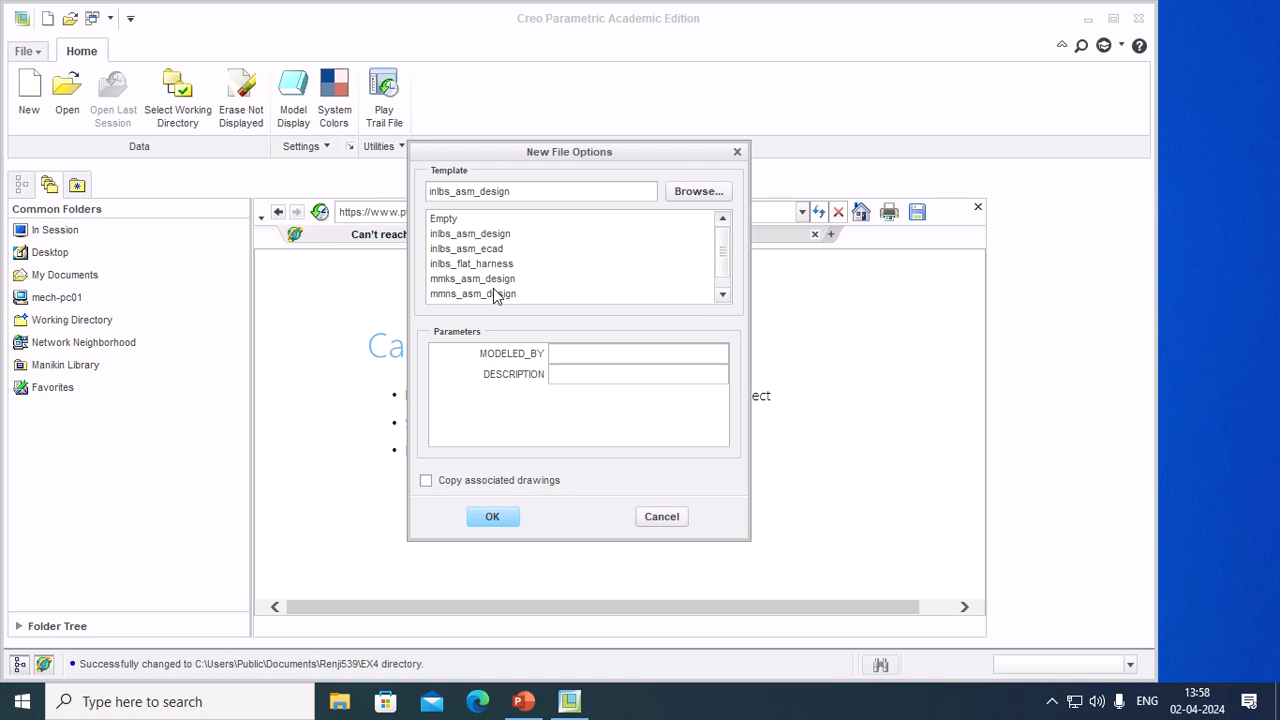 Creo Parametric Academic Edition
File
Home
New
Open
Open Last Session
Select Working Directory
Erase Not Displayed
Model Display
System Colors
Play Trail File
Data
Settings
Utilities
New File Options
Template
inlbs_asm_design
Browse...
Empty
inlbs_asm_design
inlbs_asm_ecad
inlbs_flat_harness
mmks_asm_design
mmns_asm_design
Parameters
MODELED_BY
DESCRIPTION
Copy associated drawings
OK
Cancel
Common Folders
In Session
Desktop
My Documents
mech-pc01
Working Directory
Network Neighborhood
Manikin Library
Favorites
Folder Tree
https://www.p
Can't reach
Ca
ect
• Successfully changed to C:\Users\Public\Documents\Renji539\EX4 directory.
Type here to search
ENG
13:58
02-04-2024